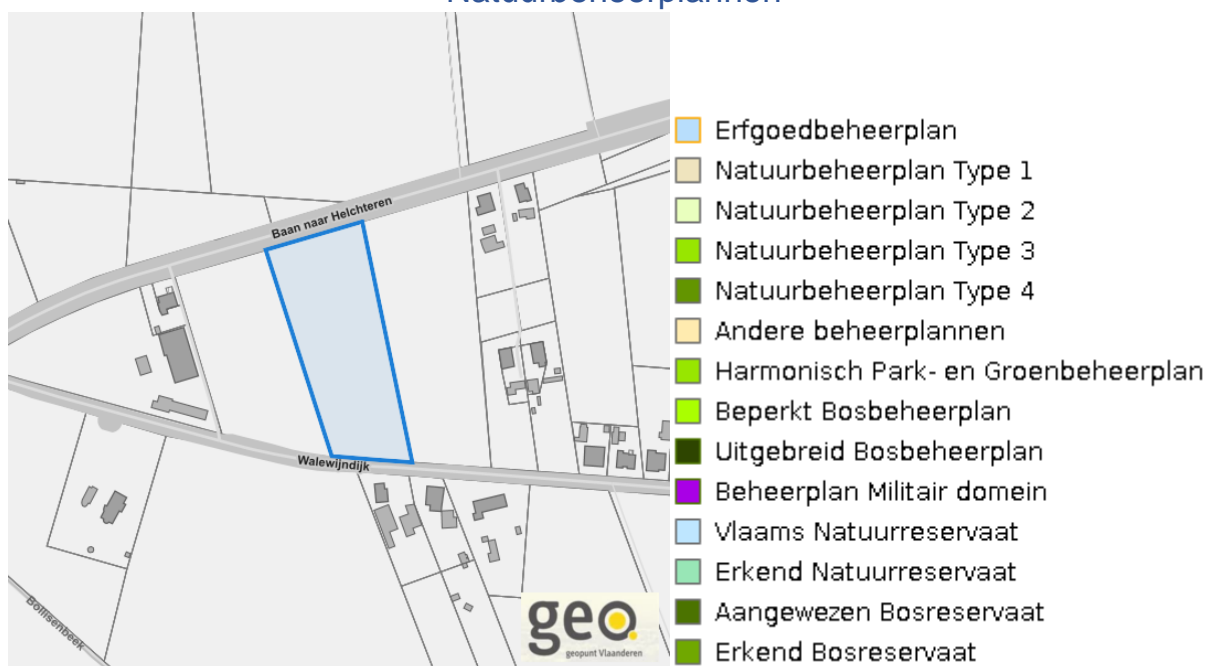 Natuurbeheerplannen
Baan naar Helchteren
Walewijndijk
Bollisenbeek
geo.
geopunt Vlaanderen
Erfgoedbeheerplan
Natuurbeheerplan Type 1
Natuurbeheerplan Type 2
Natuurbeheerplan Type 3
Natuurbeheerplan Type 4
Andere beheerplannen
Harmonisch Park- en Groenbeheerplan
Beperkt Bosbeheerplan
Uitgebreid Bosbeheerplan
Beheerplan Militair domein
Vlaams Natuurreservaat
Erkend Natuurreservaat
Aangewezen Bosreservaat
Erkend Bosreservaat